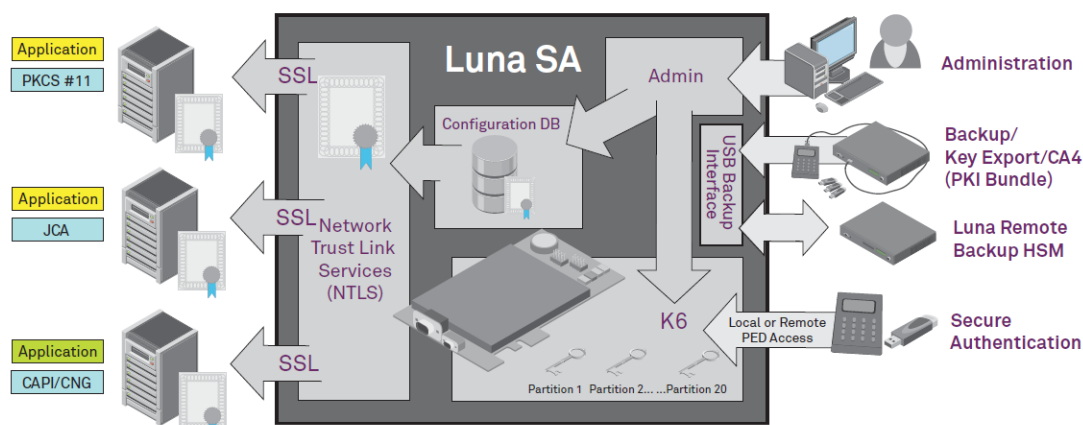 Application
PKCS #11
Application
JCA
Application
CAPI/CNG
SSL
SSL
SSL
Network
Trust Link
Services
(NTLS)
Luna SA
Configuration DB
Admin
USB Backup
Interface
K6
Partition 1
Partition 2...
...Partition 20
Local or Remote
PED Access
Administration
Backup/
Key Export/CA4
(PKI Bundle)
Luna Remote
Backup HSM
Secure
Authentication